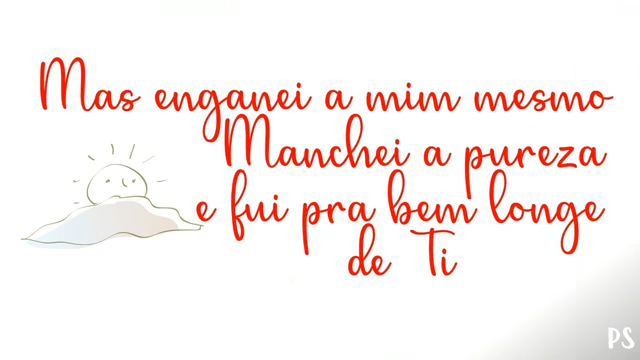 Mas enganei a mim mesmo
Manchei a pureza
e fui pra bem longe
de Ti
PS